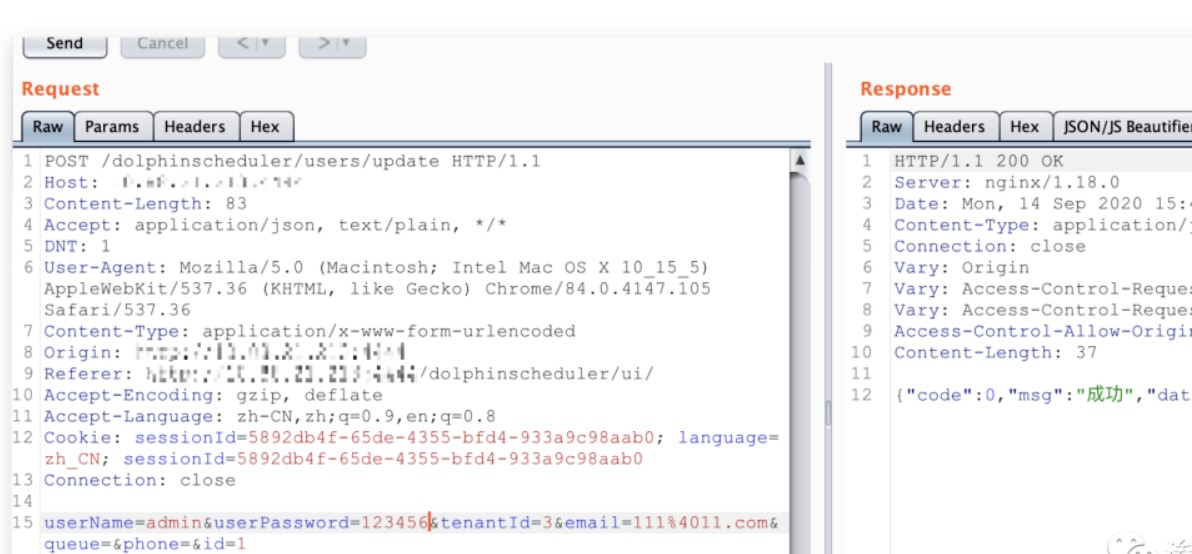 Send
Cancel
<
>
Request
Raw Params Headers Hex
1 POST /dolphinscheduler/users/update HTTP/1.1
2 Host:
3 Content-Length: 83
4 Accept: application/json, text/plain, */*
5 DNT: 1
6 User-Agent: Mozilla/5.0 (Macintosh; Intel Mac OS X 10_15_5)
AppleWebKit/537.36 (KHTML, like Gecko) Chrome/84.0.4147.105
Safari/537.36
7 Content-Type: application/x-www-form-urlencoded
8 Origin:
9 Referer: /dolphinscheduler/ui/
10 Accept-Encoding: gzip, deflate
11 Accept-Language: zh-CN,zh;q=0.9,en;q=0.8
12 Cookie: sessionId=5892db4f-65de-4355-bfd4-933a9c98aab0; language=
zh_CN; sessionId=5892db4f-65de-4355-bfd4-933a9c98aab0
13 Connection: close
14
15 userName=admin&userPassword=123456&tenantId=3&email=111%4011.com&
queue=&phone=&id=1
Response
Raw Headers Hex JSON/JS Beautifier
1 HTTP/1.1 200 OK
2 Server: nginx/1.18.0
3 Date: Mon, 14 Sep 2020 15:4
4 Content-Type: application/j
5 Connection: close
6 Vary: Origin
7 Vary: Access-Control-Reques
8 Vary: Access-Control-Reques
9 Access-Control-Allow-Origin
10 Content-Length: 37
11
12 {"code":0,"msg":"成功","dat